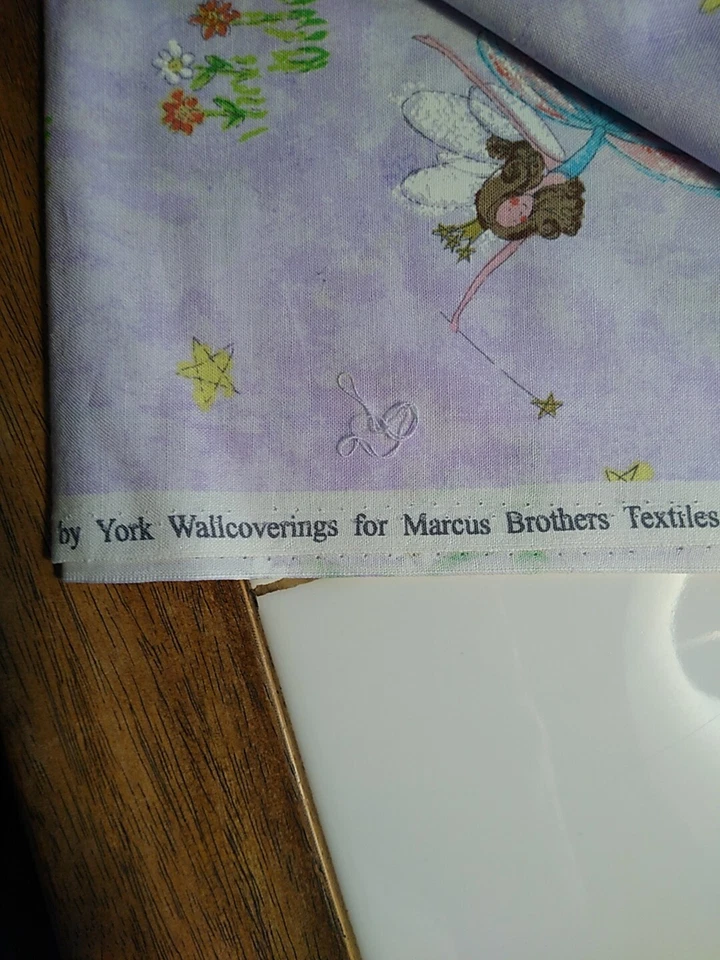 by York Wallcoverings for Marcus Brothers Textiles